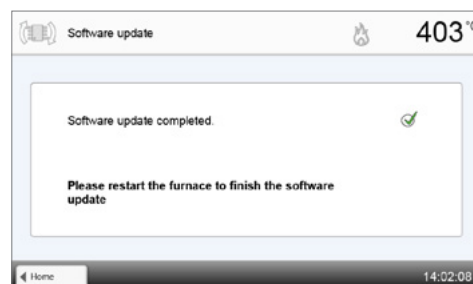 Software update
403°C
Software update completed.
Please restart the furnace to finish the software
update
Home
14:02:08